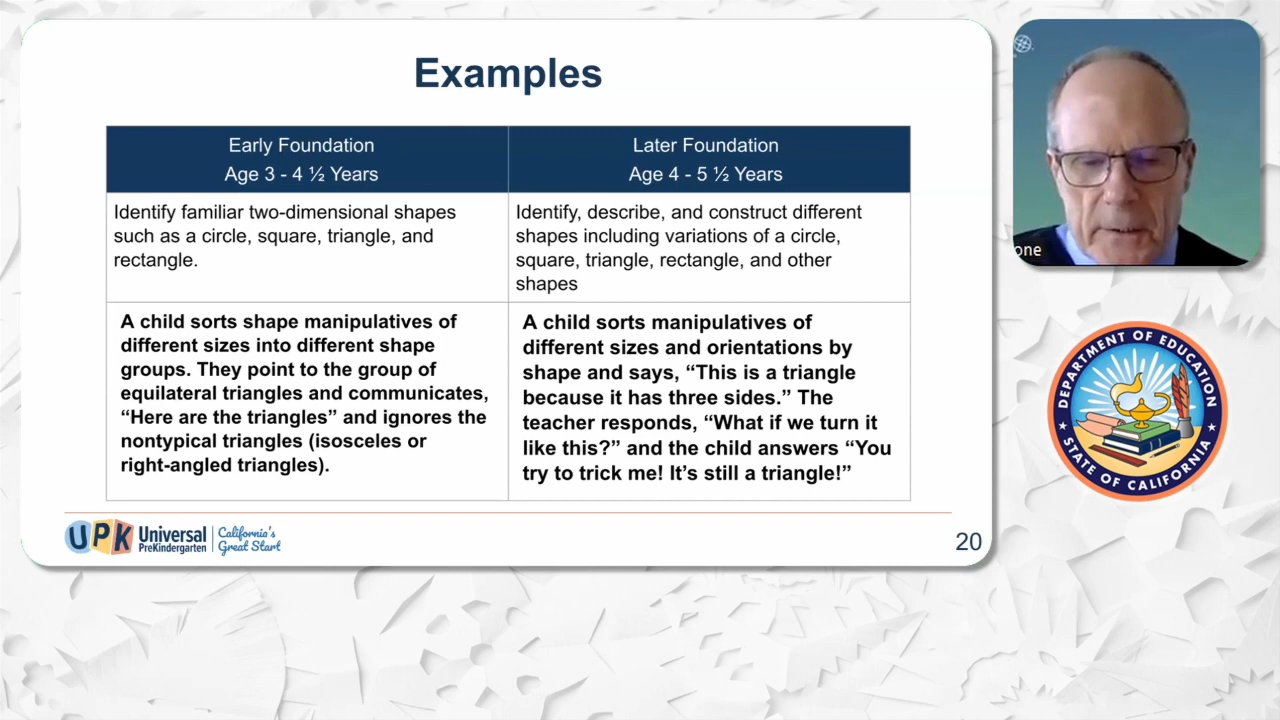 Examples
Early Foundation
Age 3 - 4 ½ Years
Later Foundation
Age 4 - 5 ½ Years
Identify familiar two-dimensional shapes
such as a circle, square, triangle, and
rectangle.
Identify, describe, and construct different
shapes including variations of a circle,
square, triangle, rectangle, and other
shapes
A child sorts shape manipulatives of
different sizes into different shape
groups. They point to the group of
equilateral triangles and communicates,
“Here are the triangles” and ignores the
nontypical triangles (isosceles or
right-angled triangles).
A child sorts manipulatives of
different sizes and orientations by
shape and says, “This is a triangle
because it has three sides.” The
teacher responds, “What if we turn it
like this?” and the child answers “You
try to trick me! It’s still a triangle!”
UPK Universal
PreKindergarten
California's
Great Start
20
one
DEPARTMENT OF EDUCATION
STATE OF CALIFORNIA